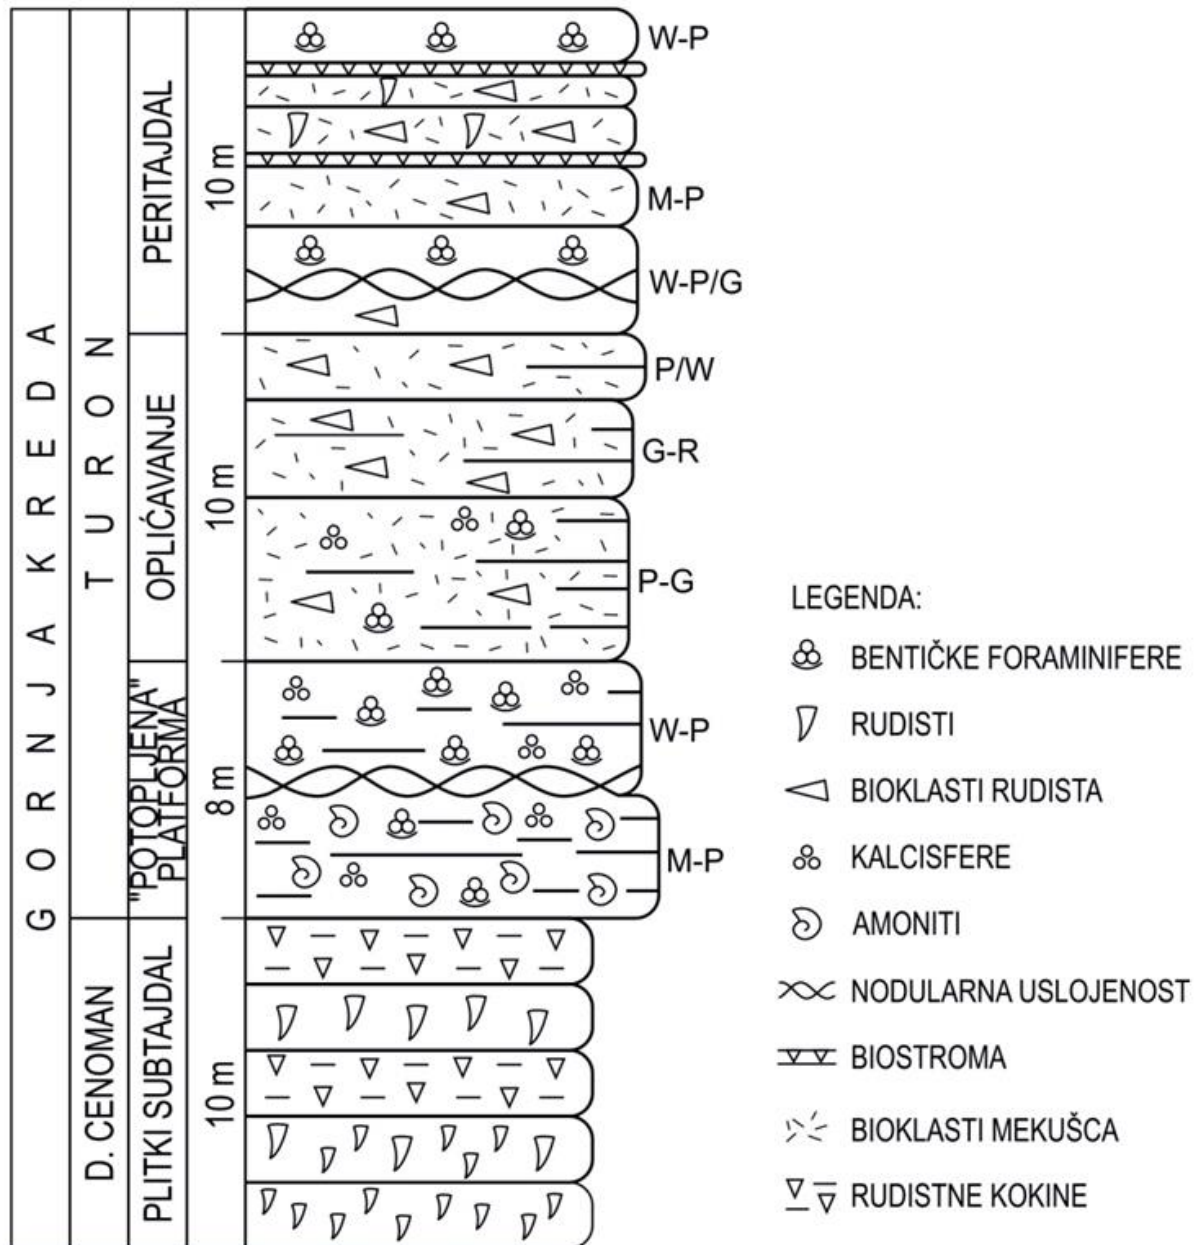 GORNJA KREDA
TURON
D. CENOMAN
PERITAJDAL
OPLIĆAVANJE
"POTOPLJENA"
PLATFORMA
PLITKI SUBTAJDAL
10 m
10 m
8 m
10 m
W-P
M-P
W-P/G
P/W
G-R
P-G
W-P
M-P
LEGENDA:
BENTIČKE FORAMINIFERE
RUDISTI
BIOKLASTI RUDISTA
KALCISFERE
AMONITI
NODULARNA USLOJENOST
BIOSTROMA
BIOKLASTI MEKUŠCA
RUDISTNE KOKINE